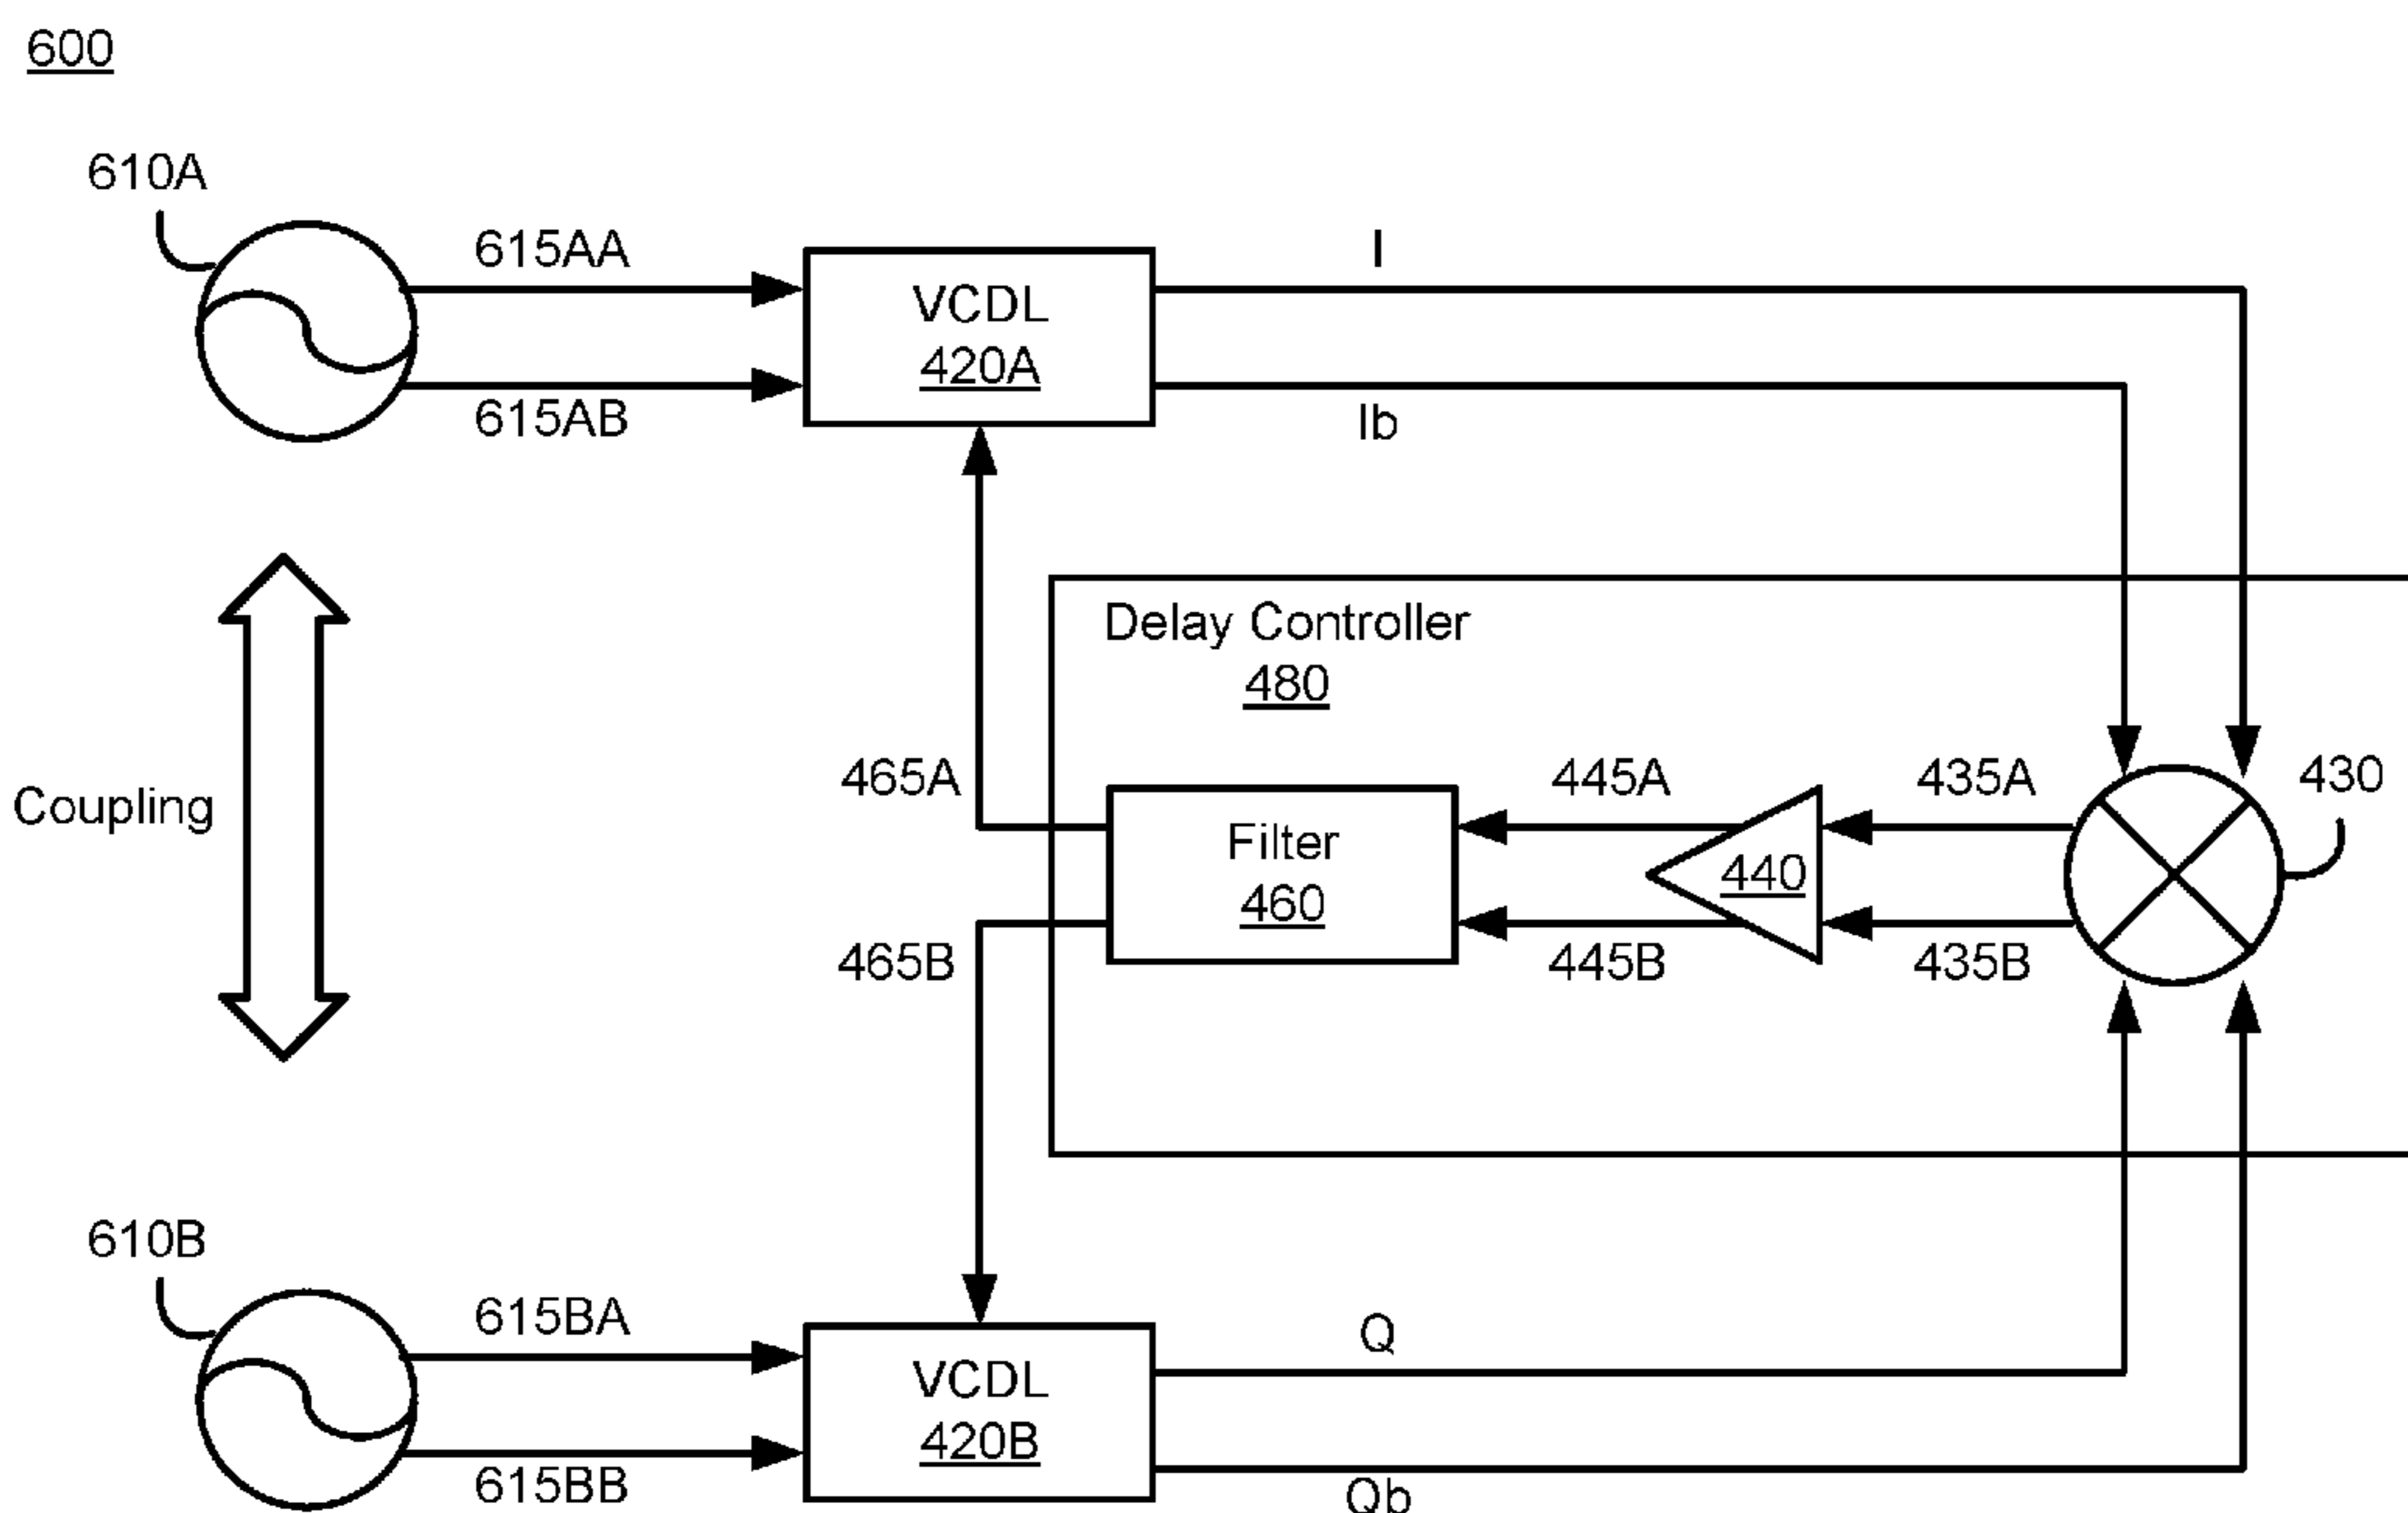 600
610A
615AA
615AB
VCDL
420A
I
Ib
Coupling
Delay Controller
480
465A
465B
Filter
460
445A
445B
440
435A
435B
430
610B
615BA
615BB
VCDL
420B
Q
Qb